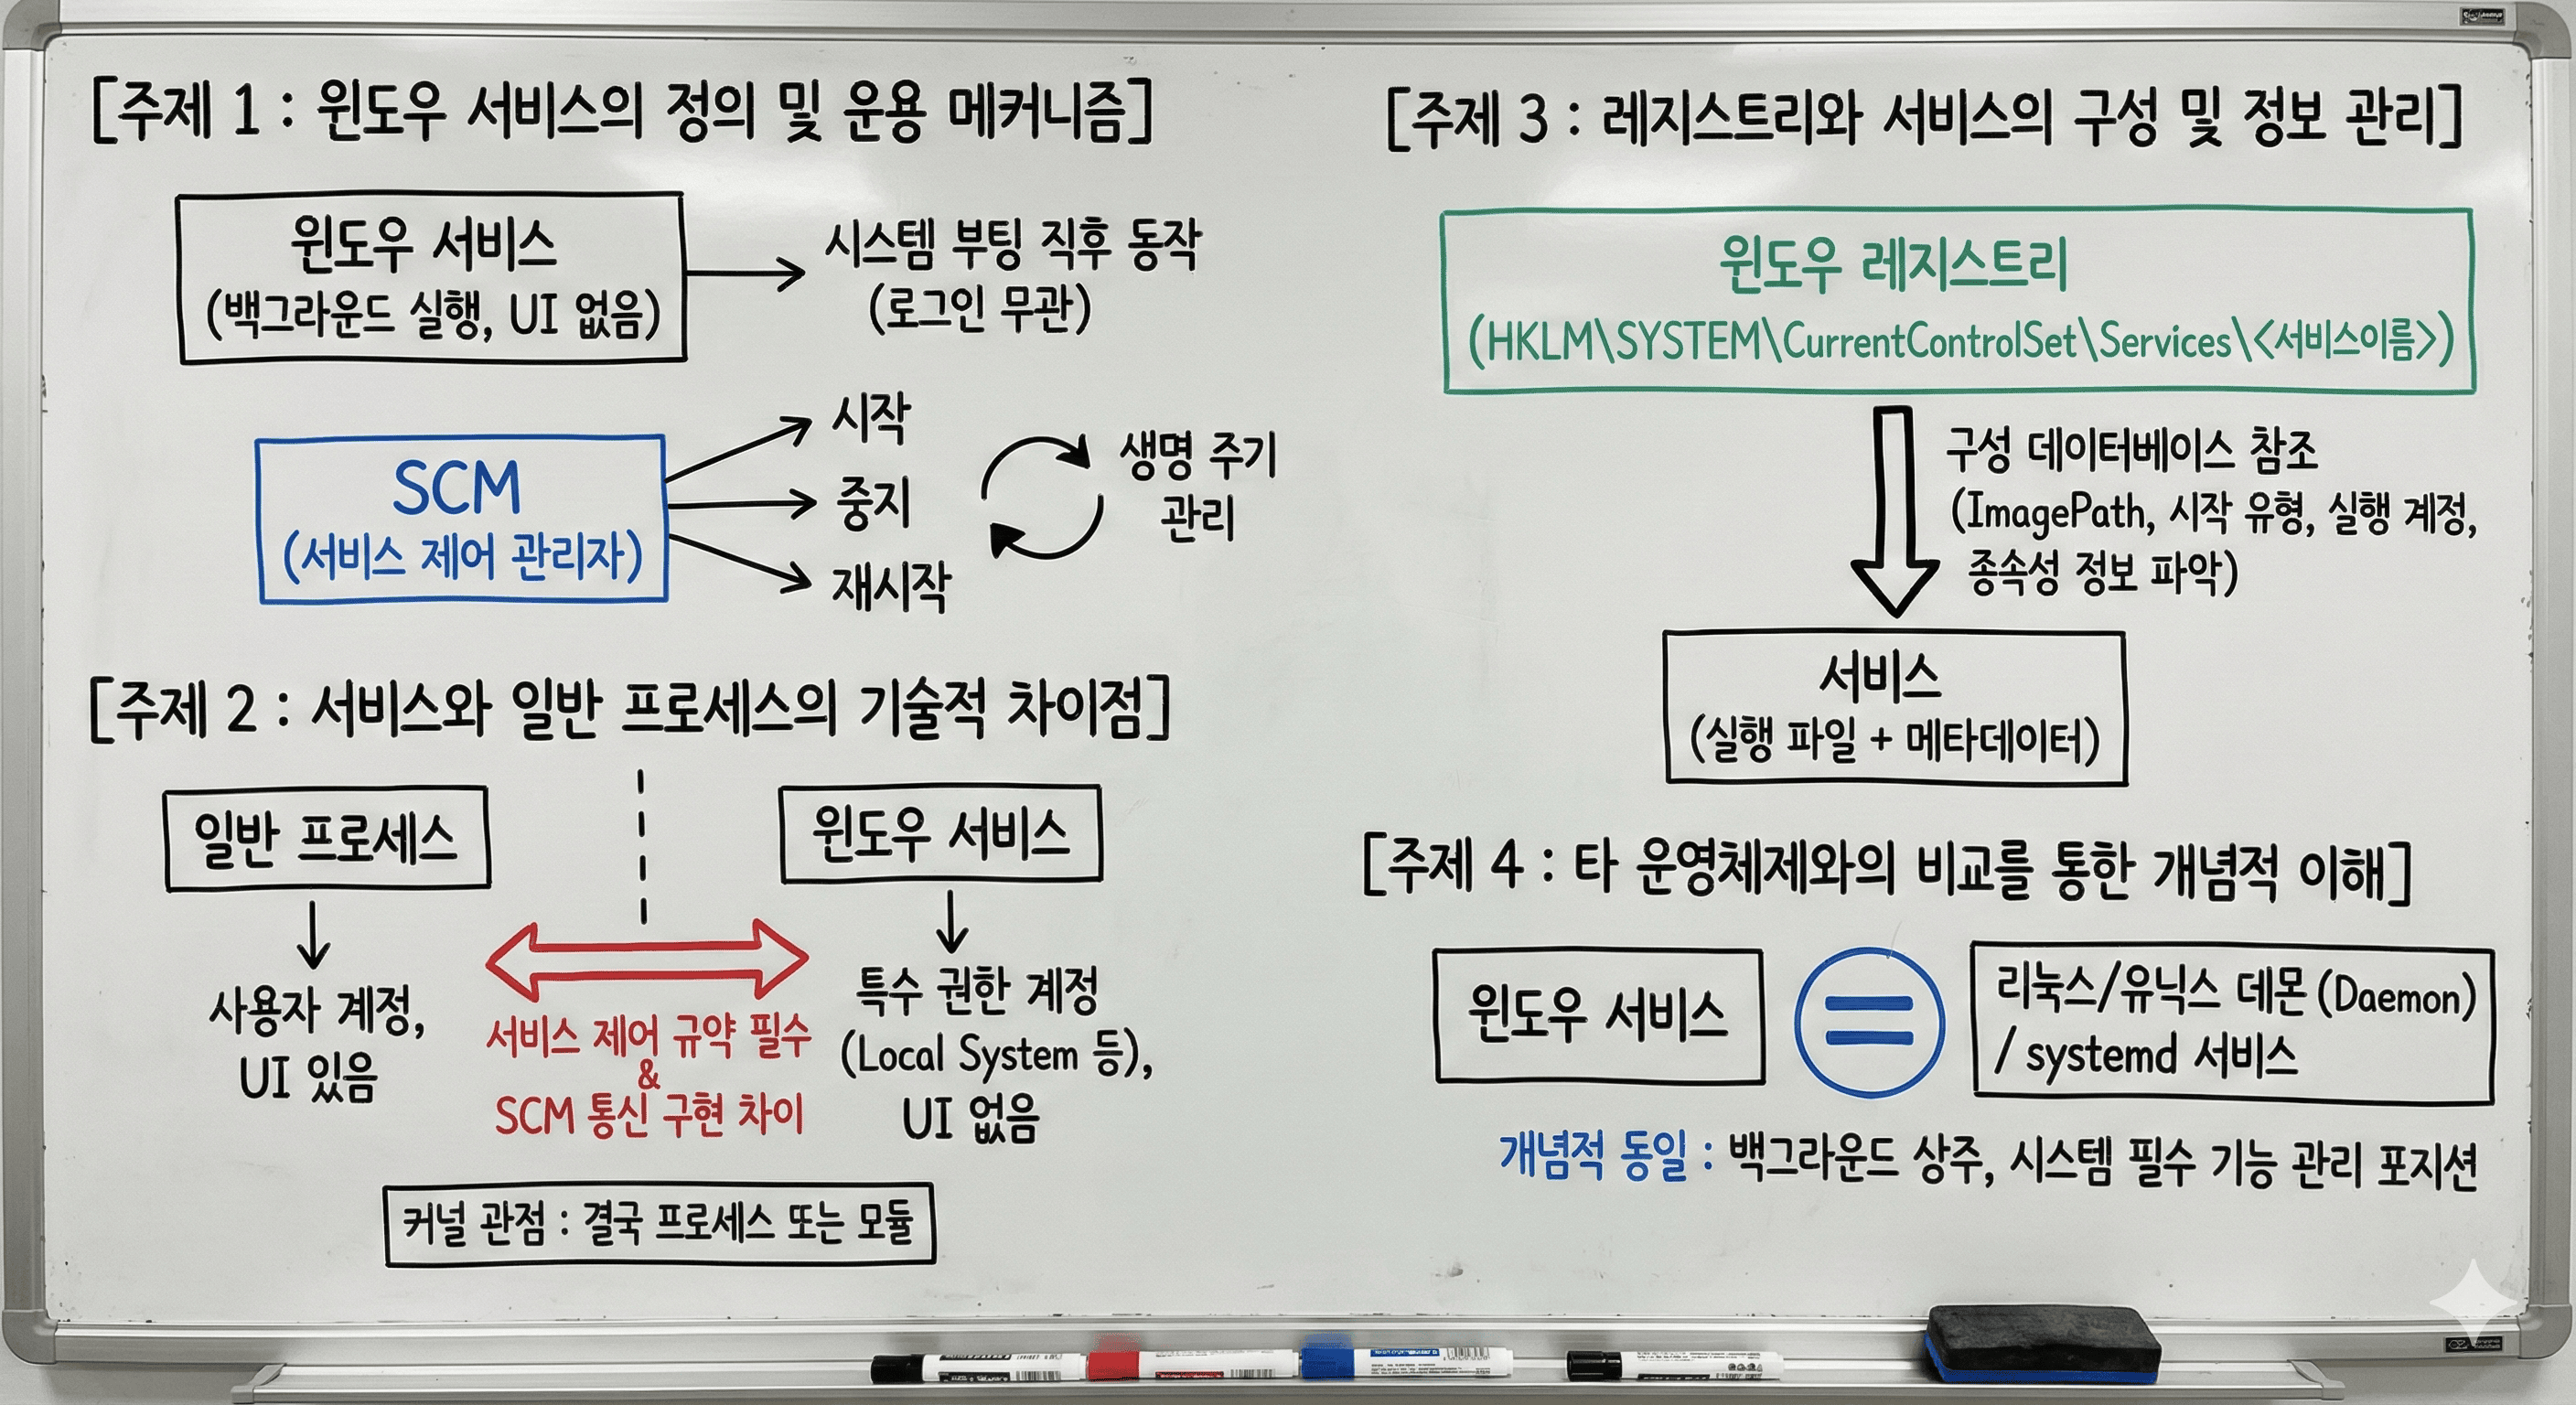 [주제 1 : 윈도우 서비스의 정의 및 운용 메커니즘]
윈도우 서비스
(백그라운드 실행, UI 없음)
시스템 부팅 직후 동작
(로그인 무관)
SCM
(서비스 제어 관리자)
시작
중지
재시작
생명 주기
관리
[주제 2 : 서비스와 일반 프로세스의 기술적 차이점]
일반 프로세스
사용자 계정,
UI 있음
서비스 제어 규약 필수
&
SCM 통신 구현 차이
윈도우 서비스
특수 권한 계정
(Local System 등),
UI 없음
커널 관점 : 결국 프로세스 또는 모듈
[주제 3 : 레지스트리와 서비스의 구성 및 정보 관리]
윈도우 레지스트리
(HKLM\SYSTEM\CurrentControlSet\Services\<서비스이름>)
구성 데이터베이스 참조
(ImagePath, 시작 유형, 실행 계정,
종속성 정보 파악)
서비스
(실행 파일 + 메타데이터)
[주제 4 : 타 운영체제와의 비교를 통한 개념적 이해]
윈도우 서비스
=
리눅스/유닉스 데몬 (Daemon)
/ systemd 서비스
개념적 동일 : 백그라운드 상주, 시스템 필수 기능 관리 포지션